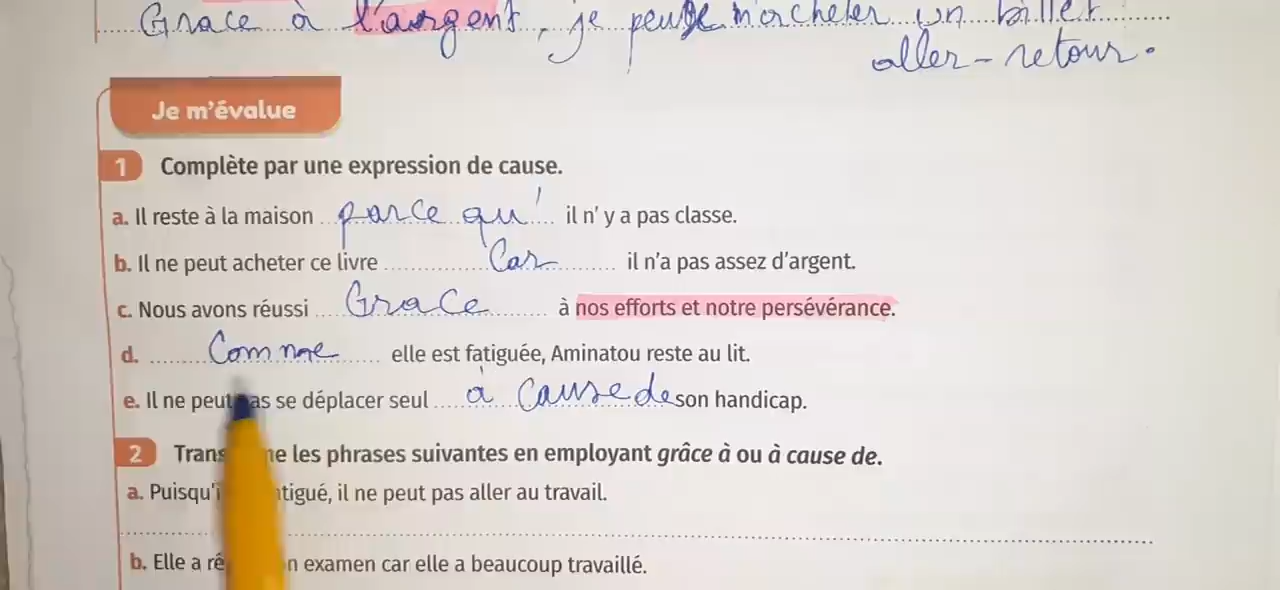 Grace à l'argent, je peux m'acheter un billet
aller-retour.
Je m'évalue
1 Complète par une expression de cause.
a. Il reste à la maison parce qu' il n' y a pas classe.
b. Il ne peut acheter ce livre Car il n'a pas assez d'argent.
c. Nous avons réussi Grace à nos efforts et notre persévérance.
d. Comme elle est fatiguée, Aminatou reste au lit.
e. Il ne peut pas se déplacer seul à cause de son handicap.
2 les phrases suivantes en employant grâce à ou à cause de.
a. Puisqu'i tigué, il ne peut pas aller au travail.
b. Elle a ré n examen car elle a beaucoup travaillé.